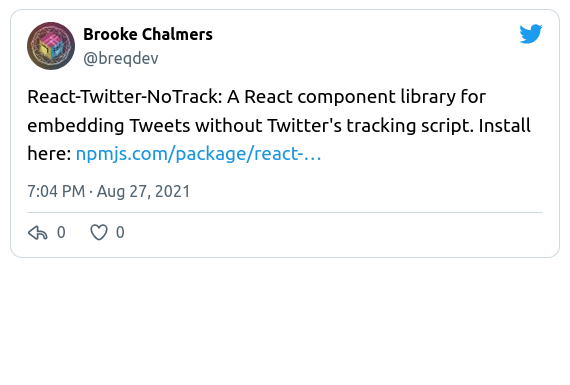 Brooke Chalmers
@breqdev
React-Twitter-NoTrack: A React component library for
embedding Tweets without Twitter's tracking script. Install
here: npmjs.com/package/react-…
7:04 PM · Aug 27, 2021
0 0